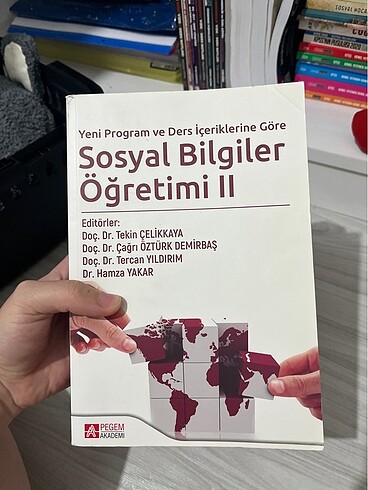 Yeni Program ve Ders İçeriklerine Göre
Sosyal Bilgiler
Öğretimi II
Editörler:
Doç. Dr. Tekin ÇELİKKAYA
Doç. Dr. Çağrı ÖZTÜRK DEMİRBAŞ
Doç. Dr. Tercan YILDIRIM
Dr. Hamza YAKAR
PEGEM
AKADEMİ